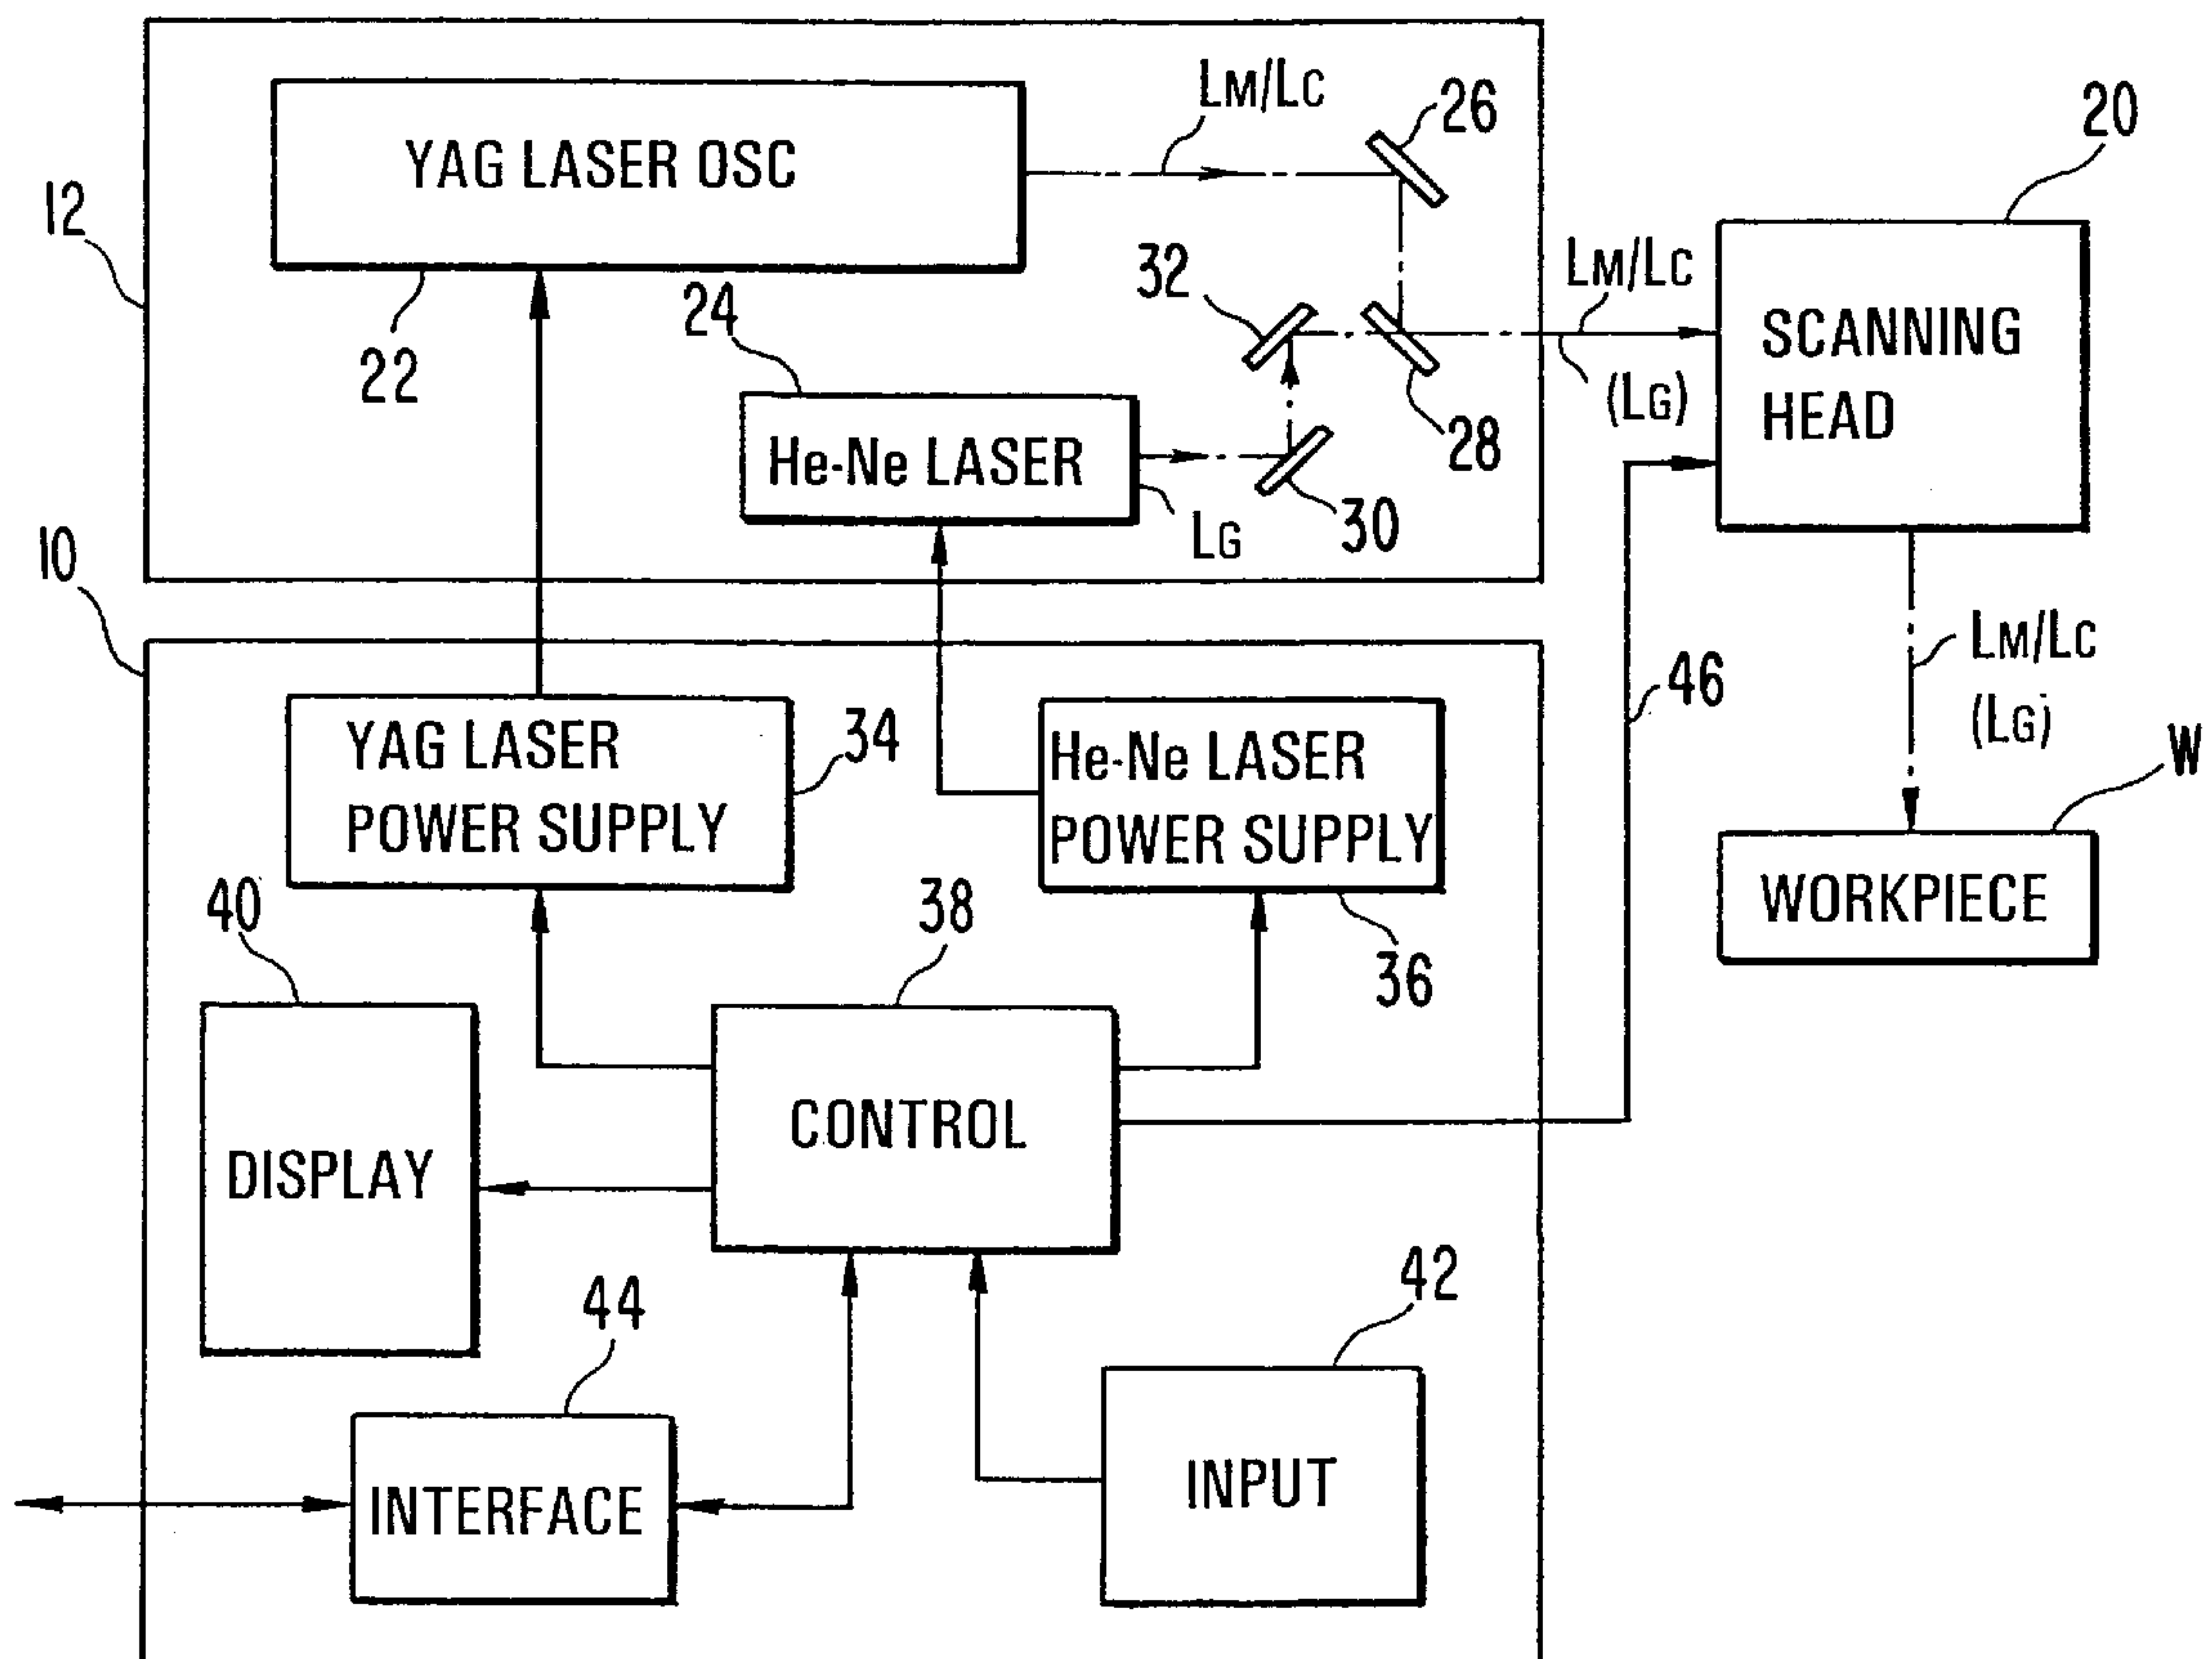 LM/LC
26
20
YAG LASER OSC
12
22
24
32
LM/LC
(LG)
SCANNING
HEAD
28
He-Ne LASER
LG
30
10
LM/LC
(LG)
46
W
YAG LASER
POWER SUPPLY
34
He-Ne LASER
POWER SUPPLY
WORKPIECE
40
38
36
DISPLAY
CONTROL
44
42
INTERFACE
INPUT